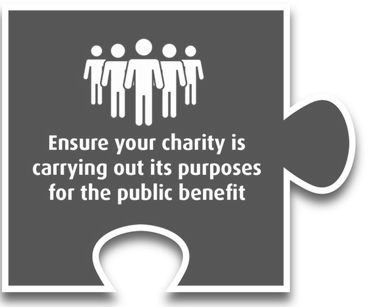 Ensure your charity is
carrying out its purposes
for the public benefit